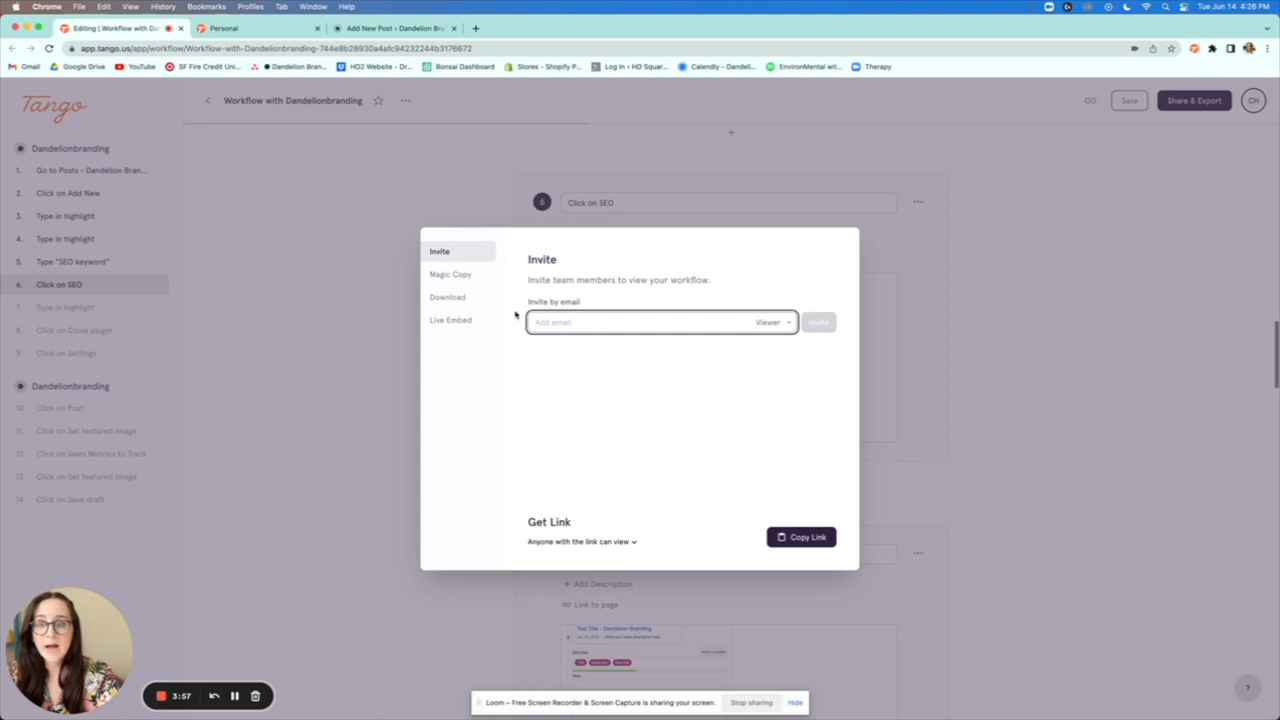 Chrome File Edit View History Bookmarks Profiles Tab Window Help
Tue Jun 14 4:26 PM
Editing | Workflow with Da
Personal
Add New Post ‹ Dandelion Bran
app.tango.us/app/workflow/Workflow-with-Dandelionbranding-744e8b28930a4afc94232244b3176672
Gmail
Google Drive
YouTube
SF Fire Credit Uni...
Dandelion Bran...
HD2 Website - Dr...
Bonsai Dashboard
Stores - Shopify P...
Log In ‹ HD Squar...
Calendly - Dandeli...
EnvironMental wit...
Therapy
Tango
Workflow with Dandelionbranding
Save
Share & Export
CH
Dandelionbranding
1. Go to Posts ‹ Dandelion Bran...
2. Click on Add New
3. Type in highlight
4. Type in highlight
5. Type "SEO keyword"
6. Click on SEO
7. Type in highlight
8. Click on Close plugin
9. Click on Settings
Dandelionbranding
10. Click on Post
11. Click on Set featured image
12. Click on Sales Metrics to Track
13. Click on Set featured image
14. Click on Save draft
6
Click on SEO
Invite
Magic Copy
Download
Live Embed
Invite
Invite team members to view your workflow.
Invite by email
Add email
Viewer
Invite
Get Link
Anyone with the link can view
Copy Link
Add Description
Link to page
Test Title - Dandelion Branding
SEO title
3:57
Loom – Free Screen Recorder & Screen Capture is sharing your screen.
Stop sharing
Hide
?